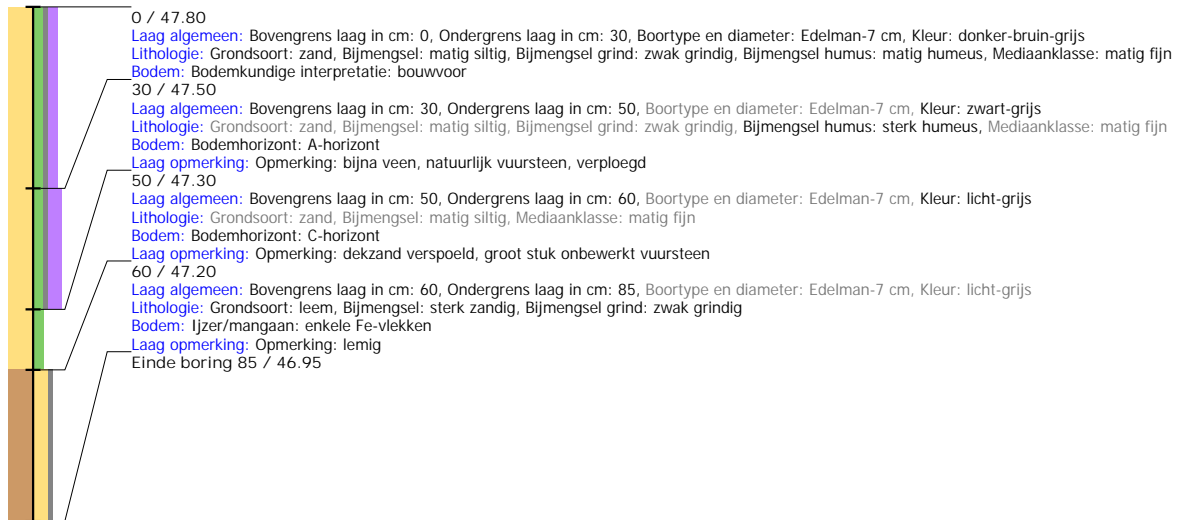 0 / 47.80
Laag algemeen: Bovengrens laag in cm: 0, Ondergrens laag in cm: 30, Boortype en diameter: Edelman-7 cm, Kleur: donker-bruin-grijs
Lithologie: Grondsoort: zand, Bijmengsel: matig siltig, Bijmengsel grind: zwak grindig, Bijmengsel humus: matig humeus, Mediaanklasse: matig fijn
Bodem: Bodemkundige interpretatie: bouwvoor
30 / 47.50
Laag algemeen: Bovengrens laag in cm: 30, Ondergrens laag in cm: 50, Boortype en diameter: Edelman-7 cm, Kleur: zwart-grijs
Lithologie: Grondsoort: zand, Bijmengsel: matig siltig, Bijmengsel grind: zwak grindig, Bijmengsel humus: sterk humeus, Mediaanklasse: matig fijn
Bodem: Bodemhorizont: A-horizont
Laag opmerking: Opmerking: bijna veen, natuurlijk vuursteen, verploegd
50 / 47.30
Laag algemeen: Bovengrens laag in cm: 50, Ondergrens laag in cm: 60, Boortype en diameter: Edelman-7 cm, Kleur: licht-grijs
Lithologie: Grondsoort: zand, Bijmengsel: matig siltig, Mediaanklasse: matig fijn
Bodem: Bodemhorizont: C-horizont
Laag opmerking: Opmerking: dekzand verspoeld, groot stuk onbewerkt vuursteen
60 / 47.20
Laag algemeen: Bovengrens laag in cm: 60, Ondergrens laag in cm: 85, Boortype en diameter: Edelman-7 cm, Kleur: licht-grijs
Lithologie: Grondsoort: leem, Bijmengsel: sterk zandig, Bijmengsel grind: zwak grindig
Bodem: Ijzer/mangaan: enkele Fe-vlekken
Laag opmerking: Opmerking: lemig
Einde boring 85 / 46.95